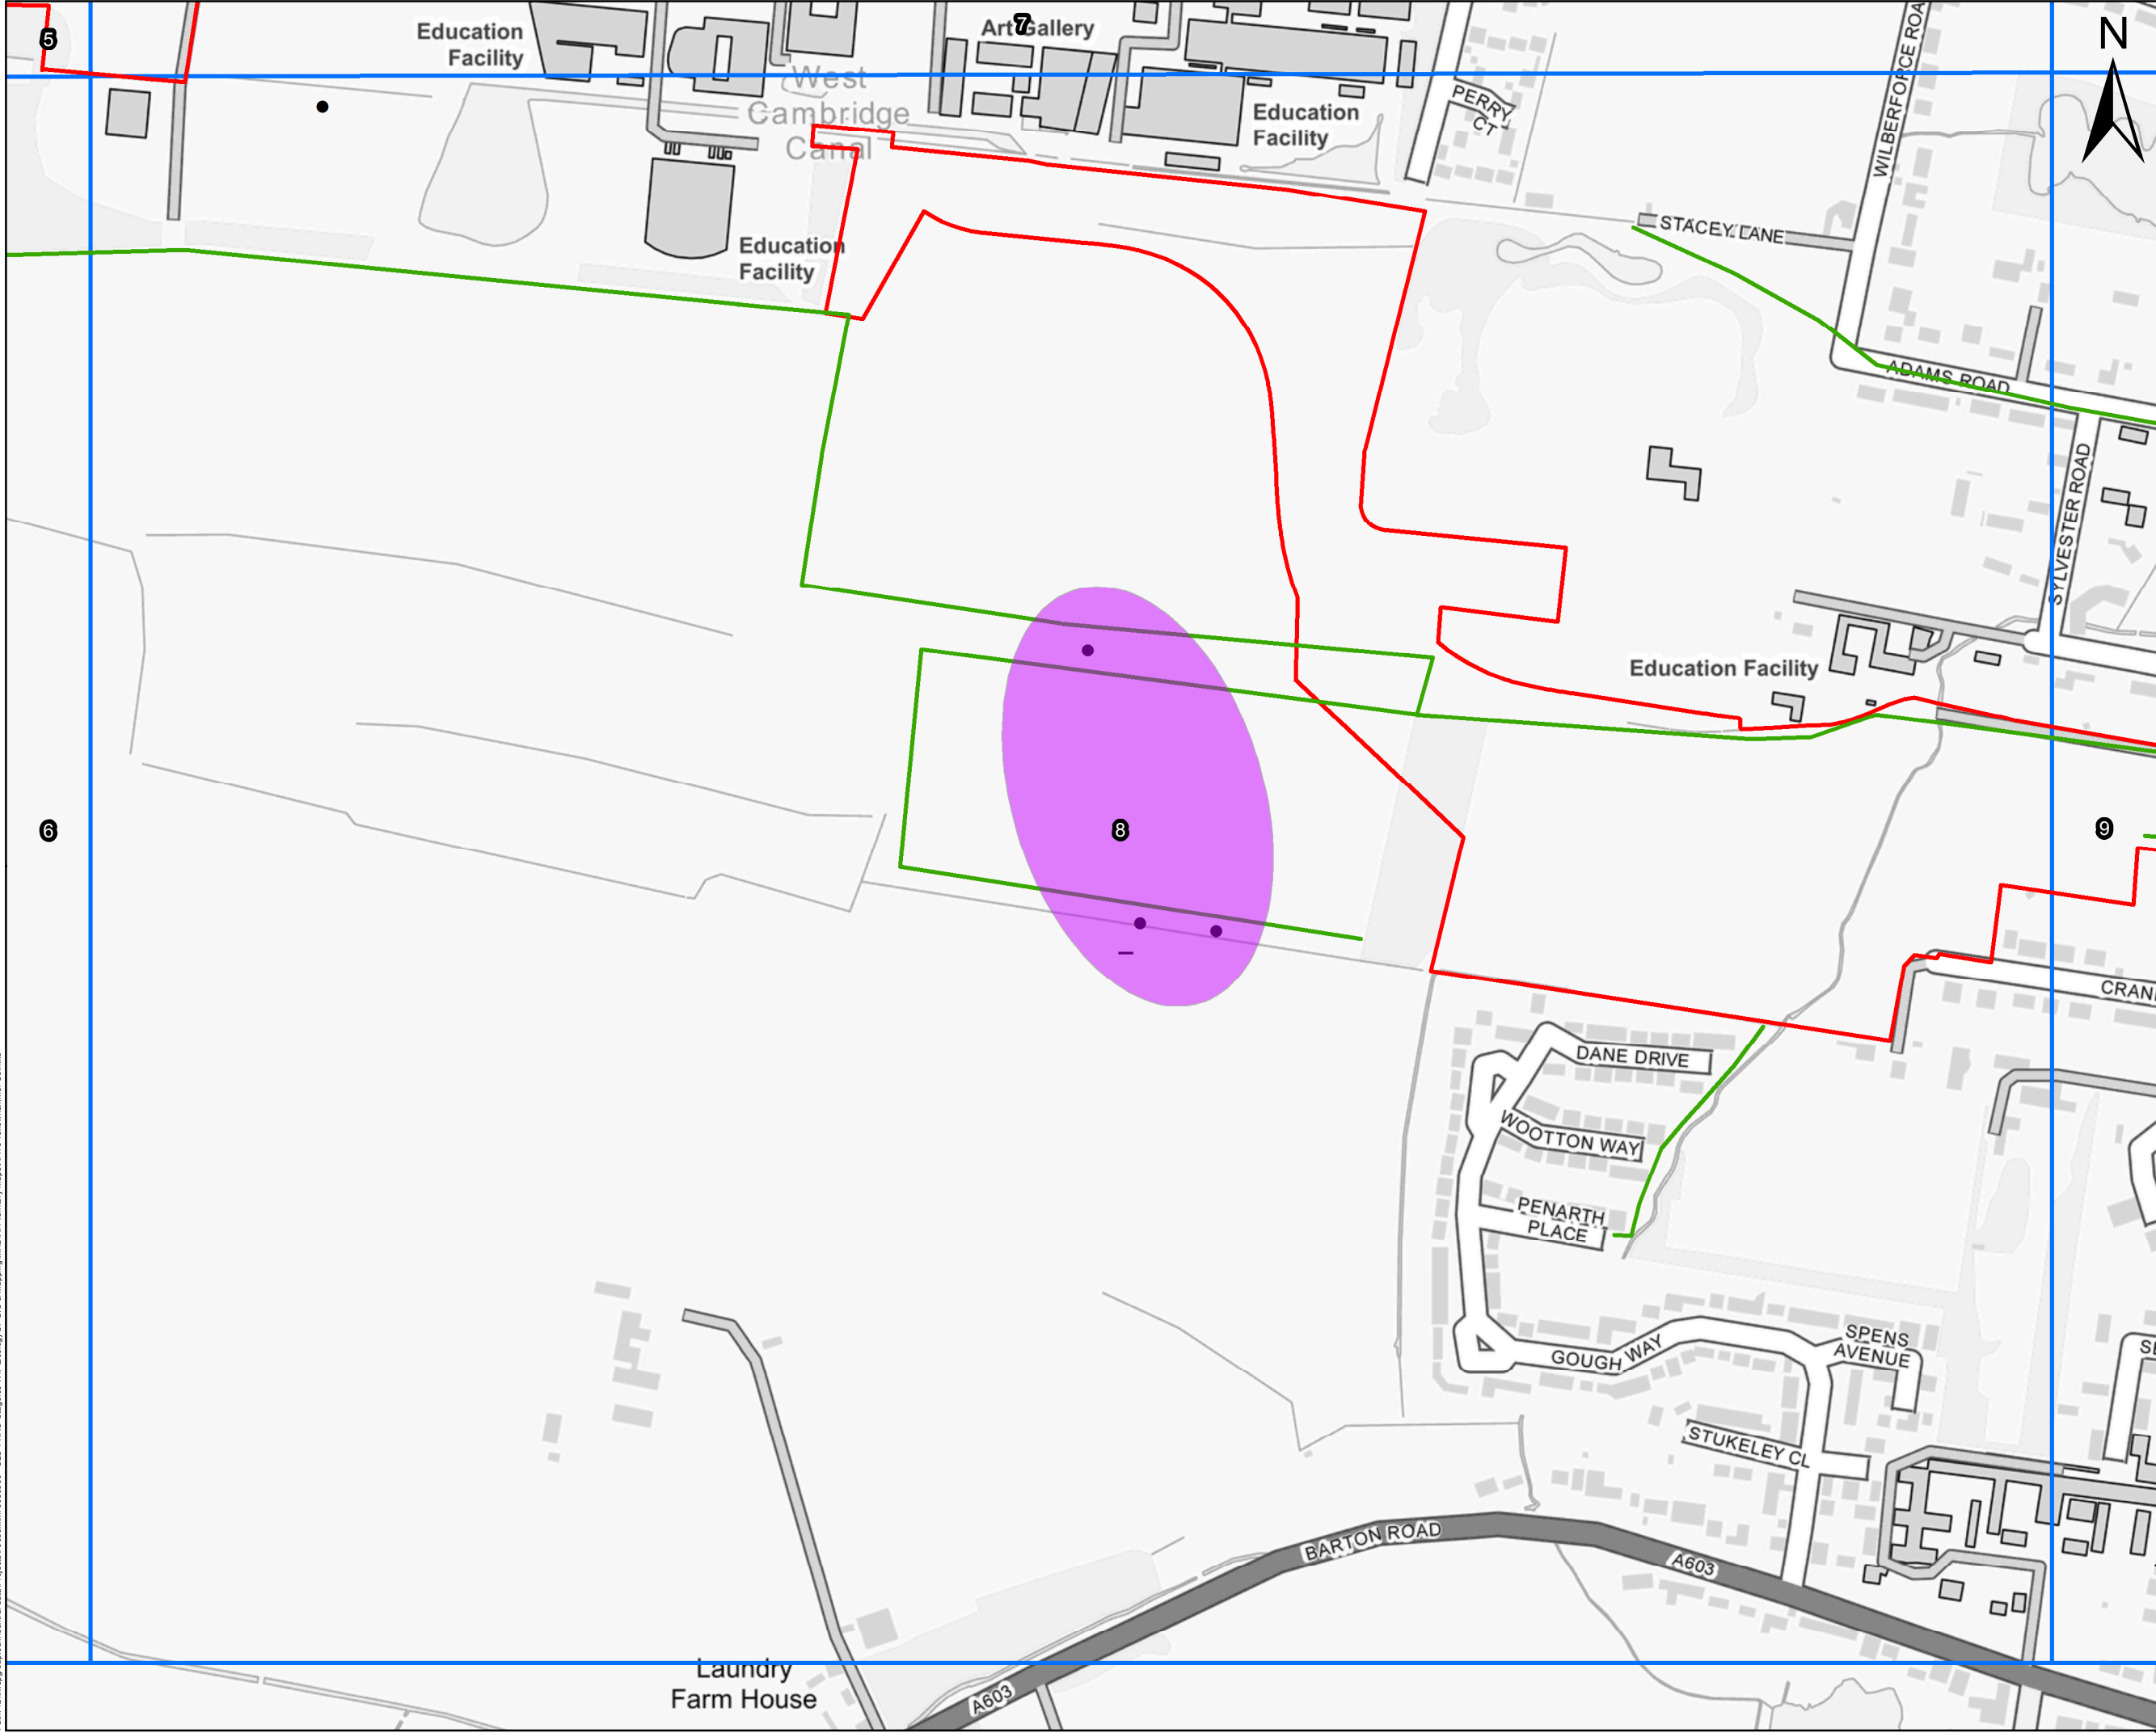 5
Education
Facility
Art Gallery
7
West
Cambridge
Canal
Education
Facility
PERRY
CT
WILBERFORCE ROA
N
Education
Facility
STACEY LANE
ADAMS ROAD
SYLVESTER ROAD
Education Facility
6
8
9
CRAN
DANE DRIVE
WOOTTON WAY
PENARTH
PLACE
GOUGH WAY
SPENS
AVENUE
SE
STUKELEY CL
BARTON ROAD
A603
Laundry
Farm House
A603